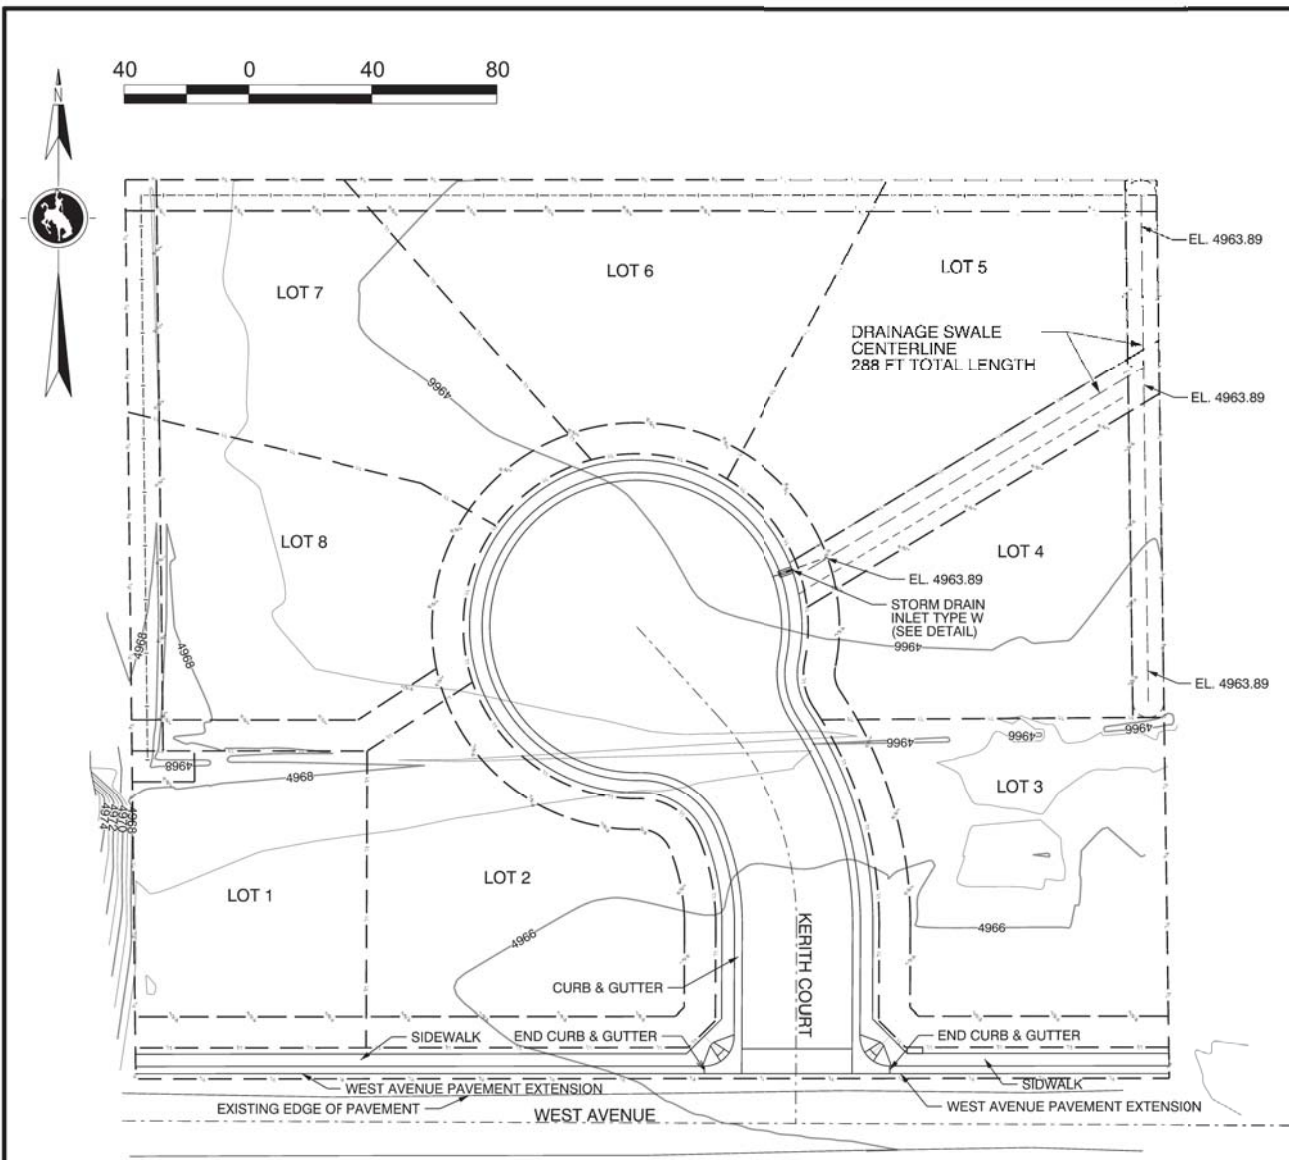 40 0 40 80
N
EL. 4963.89
LOT 5
LOT 6
LOT 7
DRAINAGE SWALE
CENTERLINE
288 FT TOTAL LENGTH
4966
EL. 4963.89
LOT 8
LOT 4
EL. 4963.89
STORM DRAIN
INLET TYPE W
(SEE DETAIL)
4968
4968
4966
EL. 4963.89
4966
4966
4966
4968
4968
LOT 3
4968
4970
4972
4974
LOT 1
LOT 2
4966
4966
KERITH COURT
CURB & GUTTER
SIDEWALK
END CURB & GUTTER
END CURB & GUTTER
SIDWALK
WEST AVENUE PAVEMENT EXTENSION
EXISTING EDGE OF PAVEMENT
WEST AVENUE
WEST AVENUE PAVEMENT EXTENSION